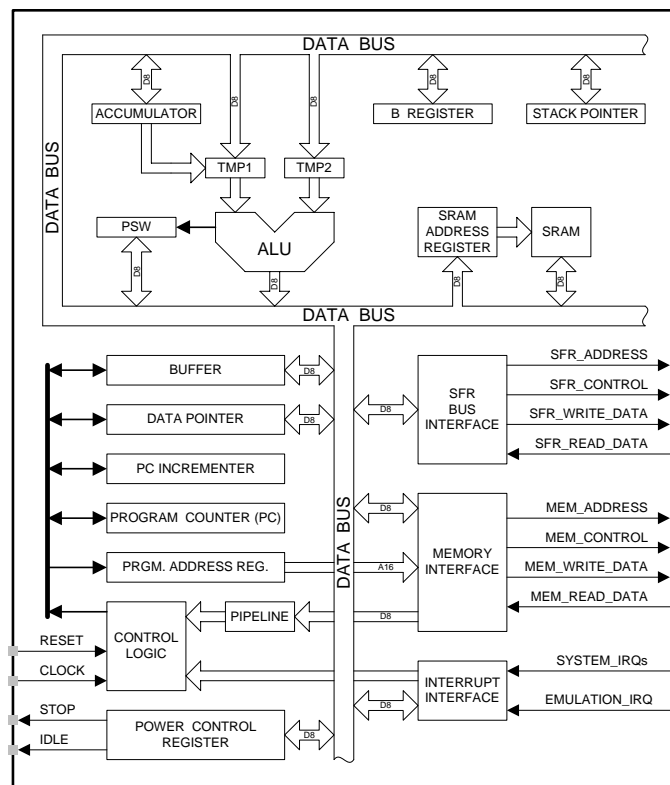 DATA BUS
D8 D8 D8 D8 D8
ACCUMULATOR
B REGISTER
STACK POINTER
DATA BUS
TMP1
TMP2
PSW
ALU
SRAM
ADDRESS
REGISTER
SRAM
D8 D8 D8 D8
DATA BUS
BUFFER
D8
DATA POINTER
D8
PC INCREMENTER
PROGRAM COUNTER (PC)
PRGM. ADDRESS REG.
A16
DATA BUS
D8
SFR
BUS
INTERFACE
SFR_ADDRESS
SFR_CONTROL
SFR_WRITE_DATA
SFR_READ_DATA
D8
MEMORY
INTERFACE
MEM_ADDRESS
MEM_CONTROL
MEM_WRITE_DATA
MEM_READ_DATA
PIPELINE
D8
RESET
CLOCK
CONTROL
LOGIC
INTERRUPT
INTERFACE
SYSTEM_IRQs
EMULATION_IRQ
D8
STOP
IDLE
POWER CONTROL
REGISTER
D8